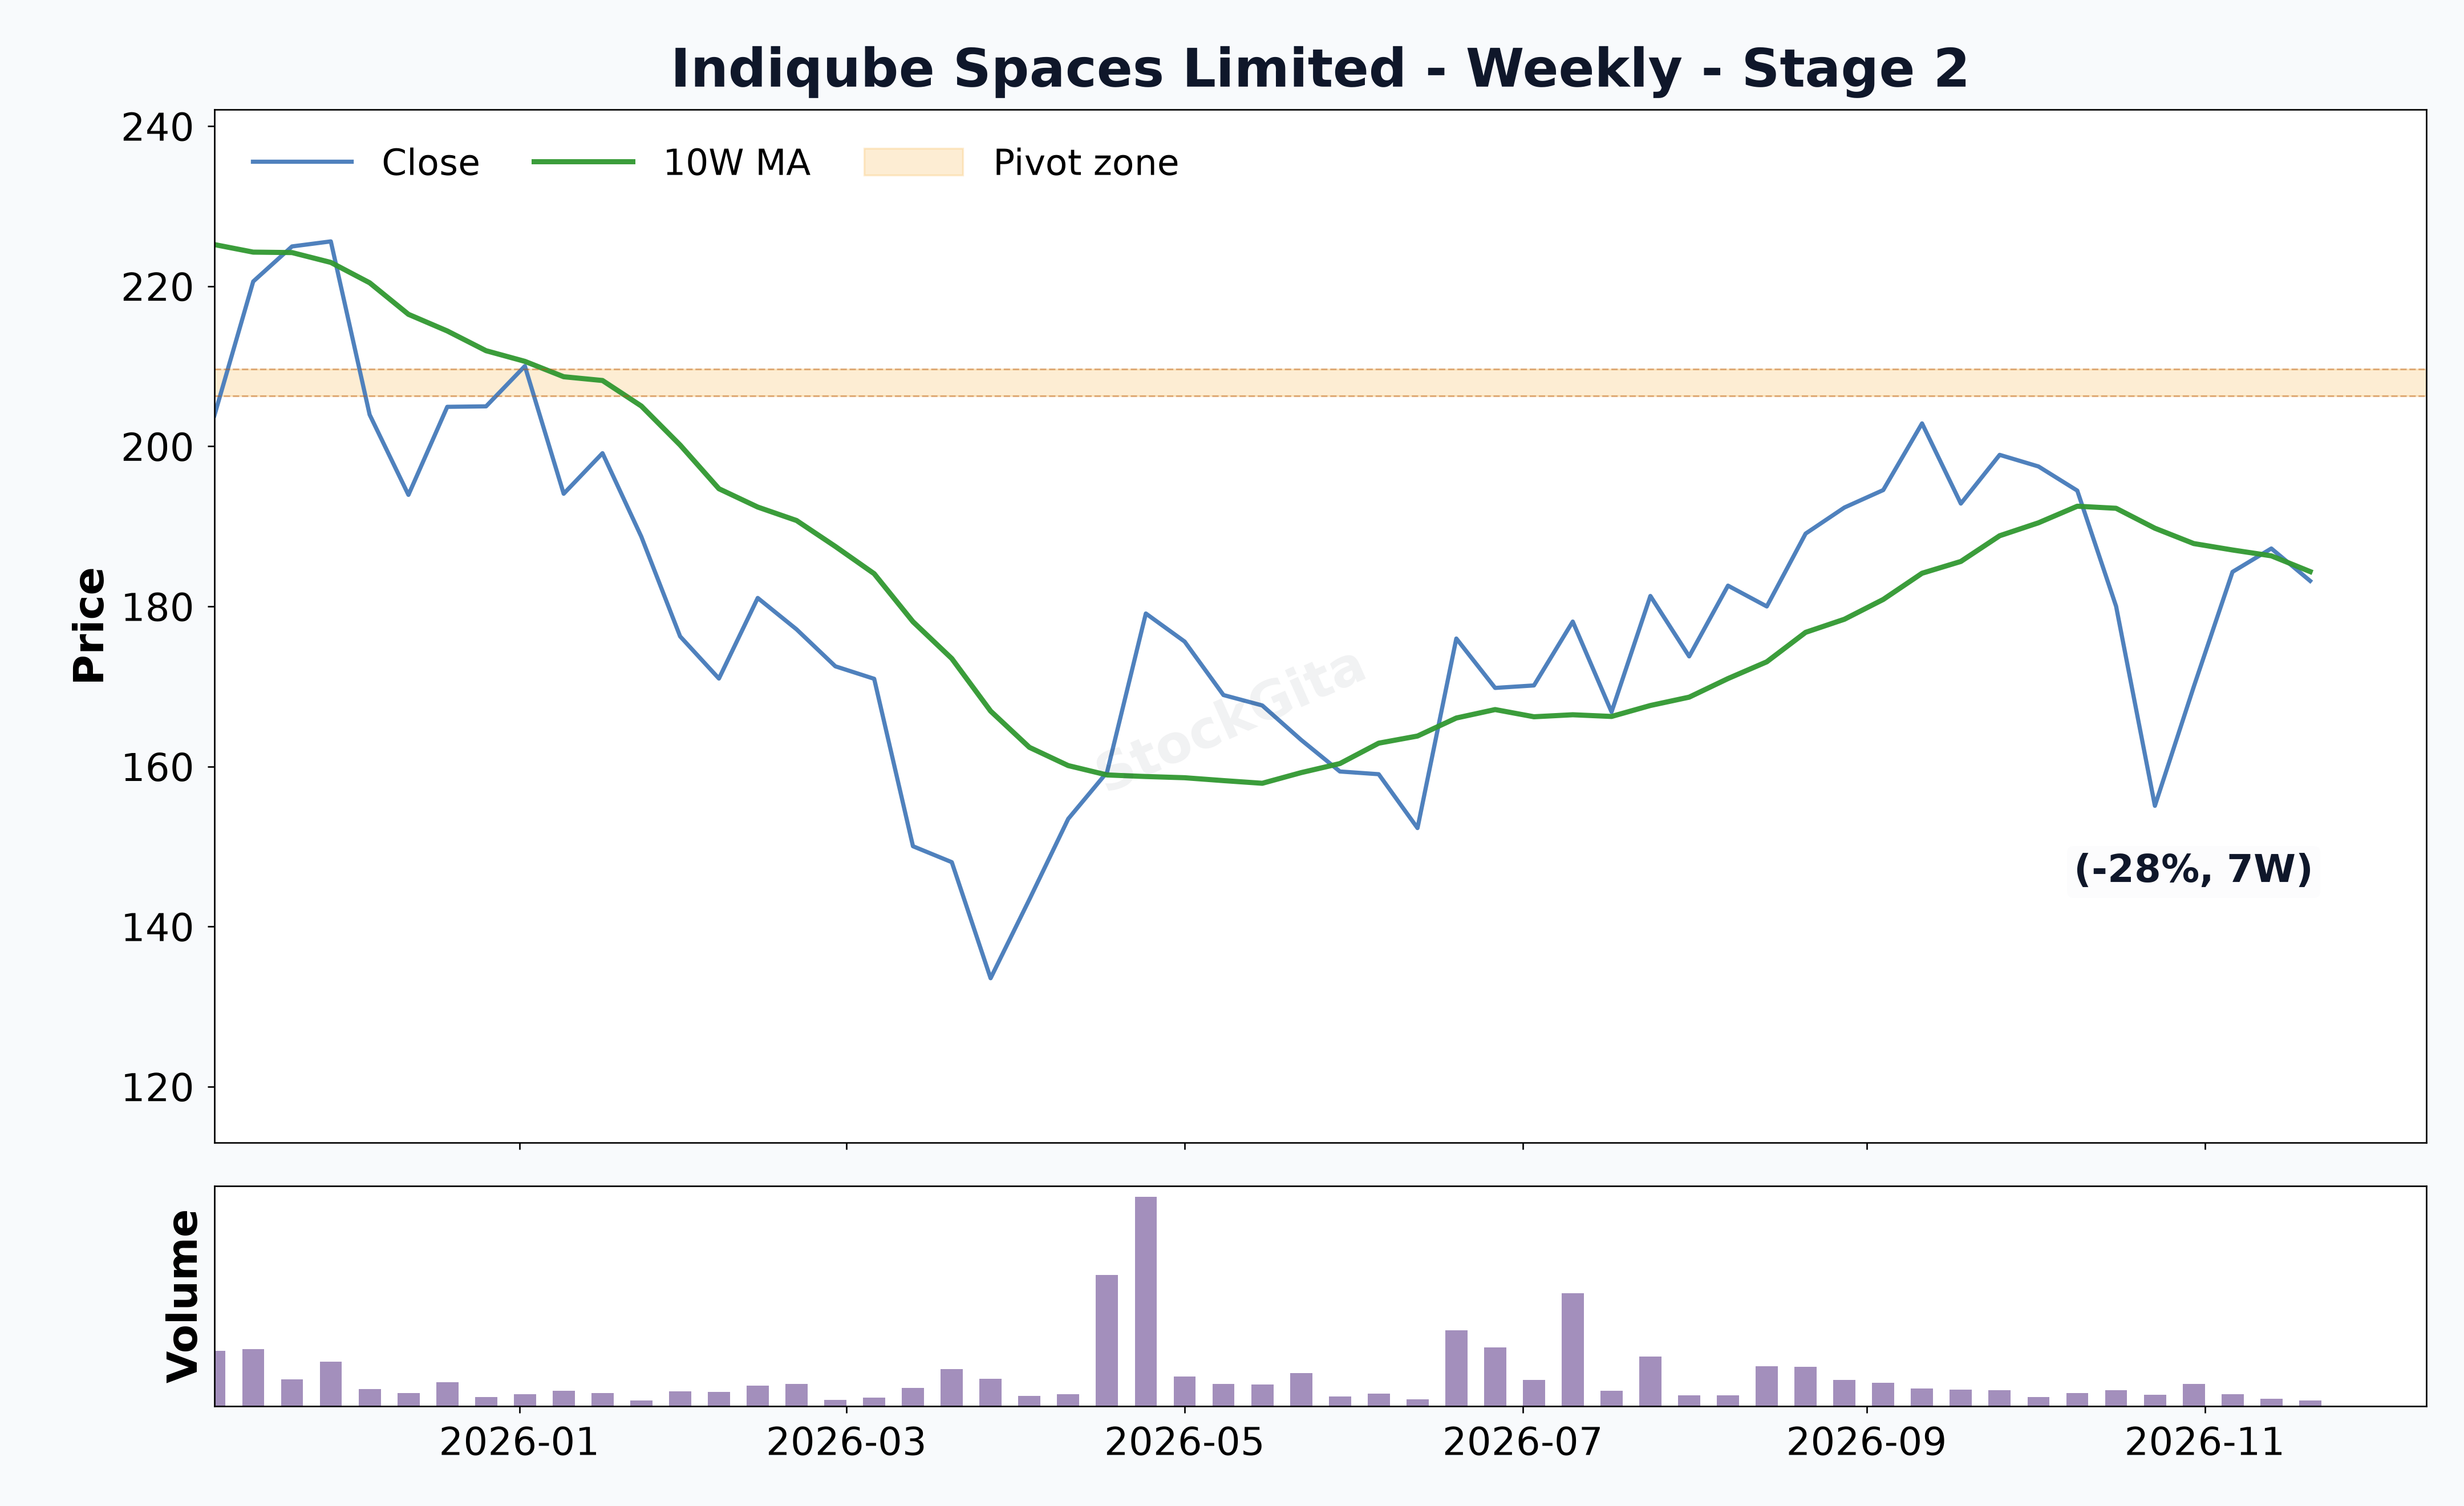 Indiqube Spaces Limited - Weekly - Stage 2
Close
10W MA
Pivot zone
240
220
200
180
160
140
120
Price
StockGita
(-28%, 7W)
Volume
2026-01
2026-03
2026-05
2026-07
2026-09
2026-11